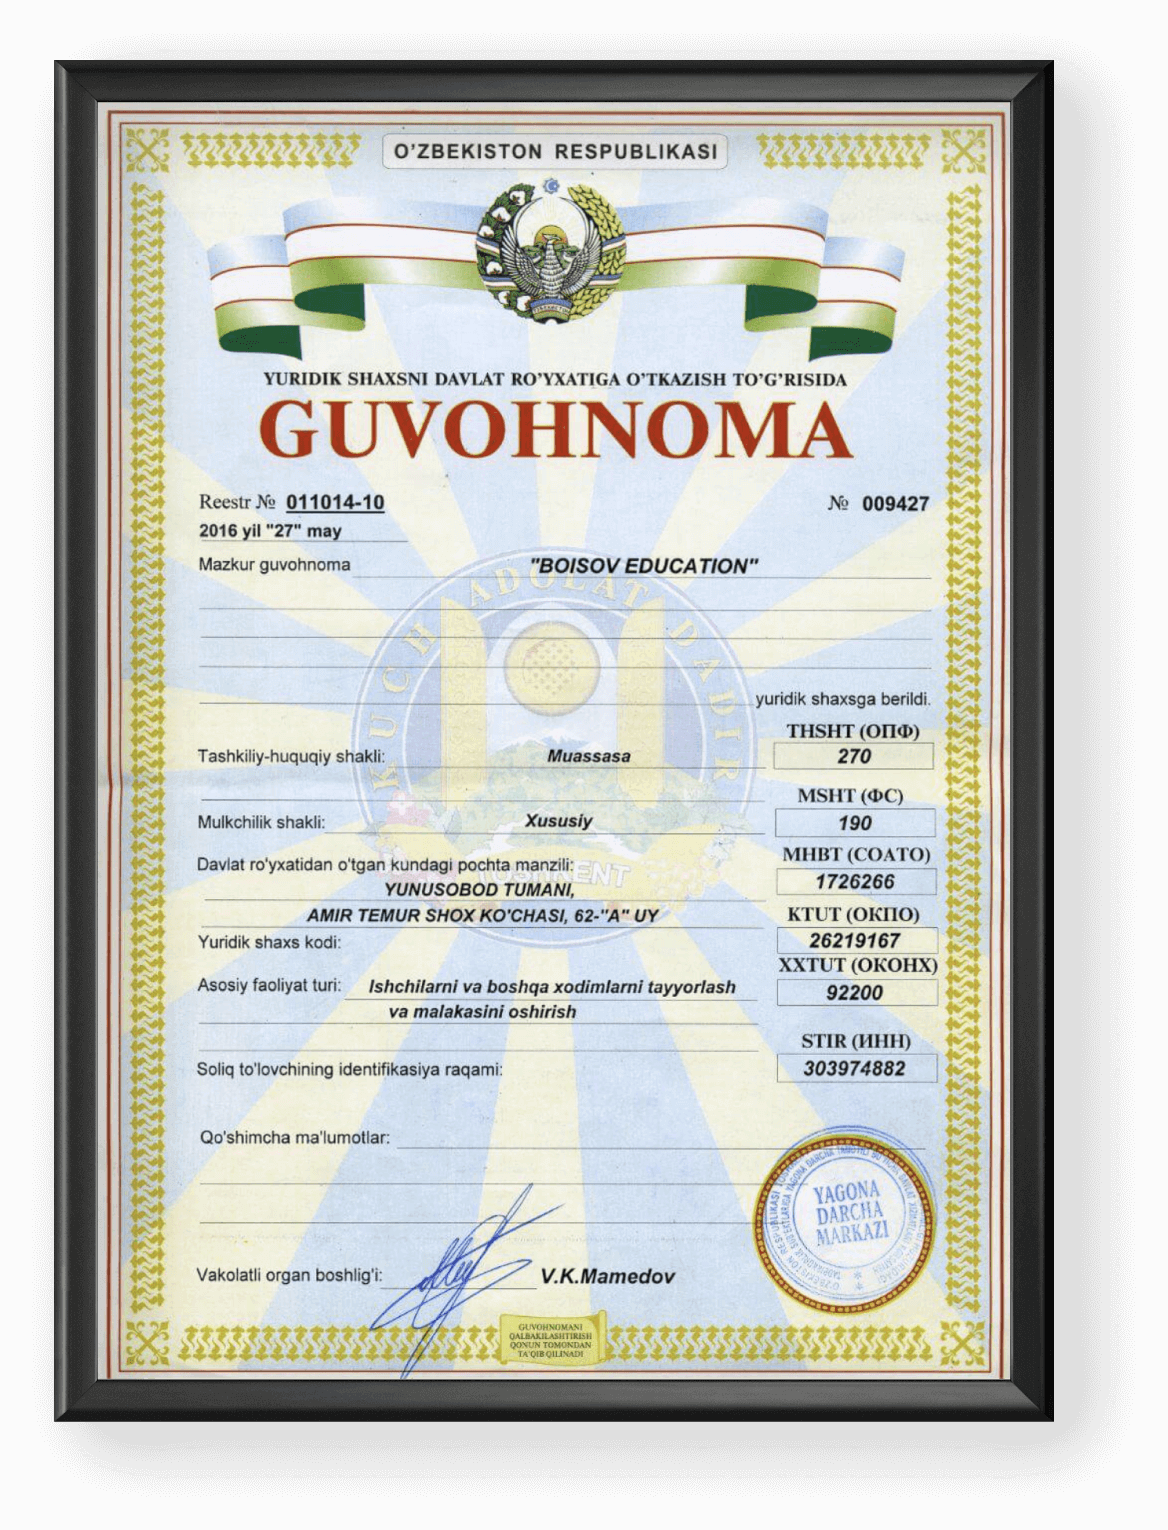 O'ZBEKISTON RESPUBLIKASI
YURIDIK SHAXSNI DAVLAT RO'YXATIGA O'TKAZISH TO'G'RISIDA
GUVOHNOMA
Reestr № 011014-10
№ 009427
2016 yil "27" may
Mazkur guvohnoma "BOISOV EDUCATION"
KUCH ADOLATDADIR
yuridik shaxsga berildi.
THSHT (ОПФ)
Tashkiliy-huquqiy shakli: Muassasa 270
MSHT (ФС)
Mulkchilik shakli: Xususiy 190
MHBT (СОАТО)
Davlat ro'yxatidan o'tgan kundagi pochta manzili:
TOSHKENT
1726266
YUNUSOBOD TUMANI,
AMIR TEMUR SHOX KO'CHASI, 62-"A" UY
KTUT (ОКПО)
Yuridik shaxs kodi: 26219167
XXTUT (ОКОНХ)
Asosiy faoliyat turi: Ishchilarni va boshqa xodimlarni tayyorlash 92200
va malakasini oshirish
STIR (ИНН)
Soliq to'lovchining identifikasiya raqami: 303974882
Qo'shimcha ma'lumotlar:
YAGONA
DARCHA
MARKAZI
Vakolatli organ boshlig'i: V.K.Mamedov
GUVOHNOMANI
QALBAKILASHTIRISH
QONUN TOMONDAN
TA'QIB QILINADI